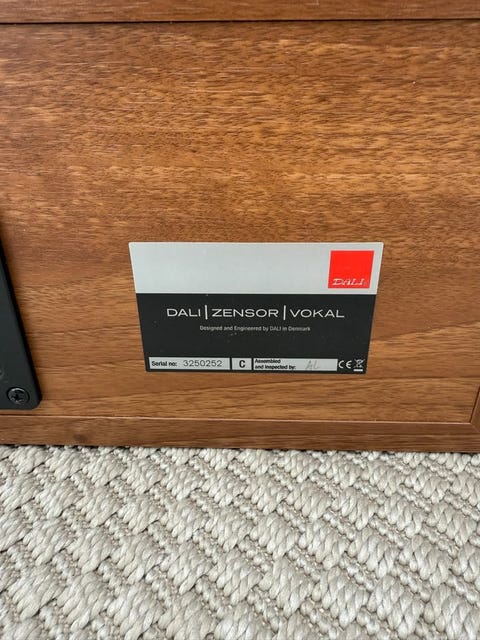 DALI
DALI | ZENSOR | VOKAL
Designed and Engineered by DALI in Denmark
Serial no: 3250252 C Assembled and inspected by: AL CE